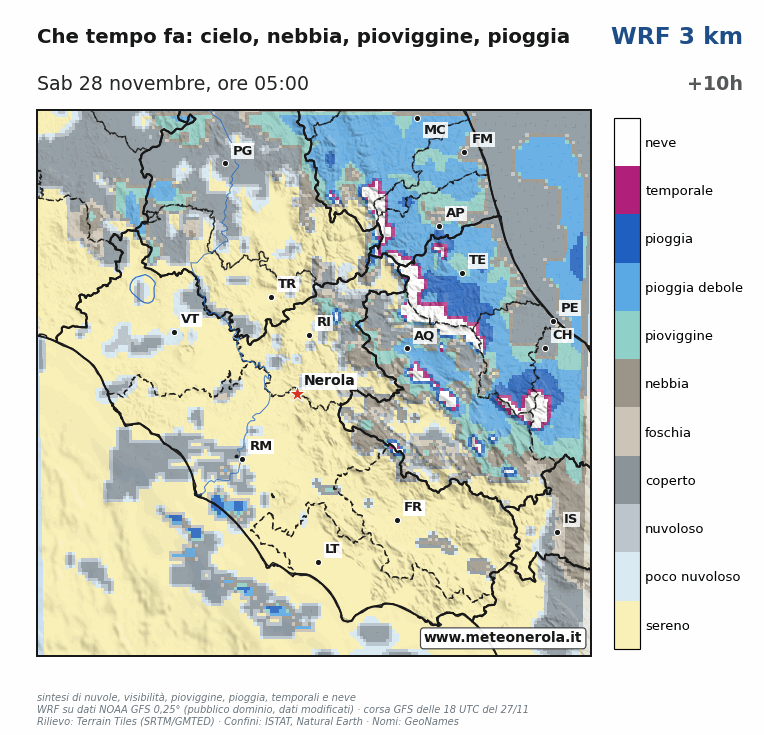 Che tempo fa: cielo, nebbia, pioviggine, pioggia
WRF 3 km
Sab 28 novembre, ore 05:00
+10h
MC
FM
PG
AP
TE
TR
PE
VT
RI
AQ
CH
Nerola
RM
FR
IS
LT
www.meteonerola.it
neve
temporale
pioggia
pioggia debole
pioviggine
nebbia
foschia
coperto
nuvoloso
poco nuvoloso
sereno
sintesi di nuvole, visibilità, pioviggine, pioggia, temporali e neve
WRF su dati NOAA GFS 0,25° (pubblico dominio, dati modificati) · corsa GFS delle 18 UTC del 27/11
Rilievo: Terrain Tiles (SRTM/GMTED) · Confini: ISTAT, Natural Earth · Nomi: GeoNames